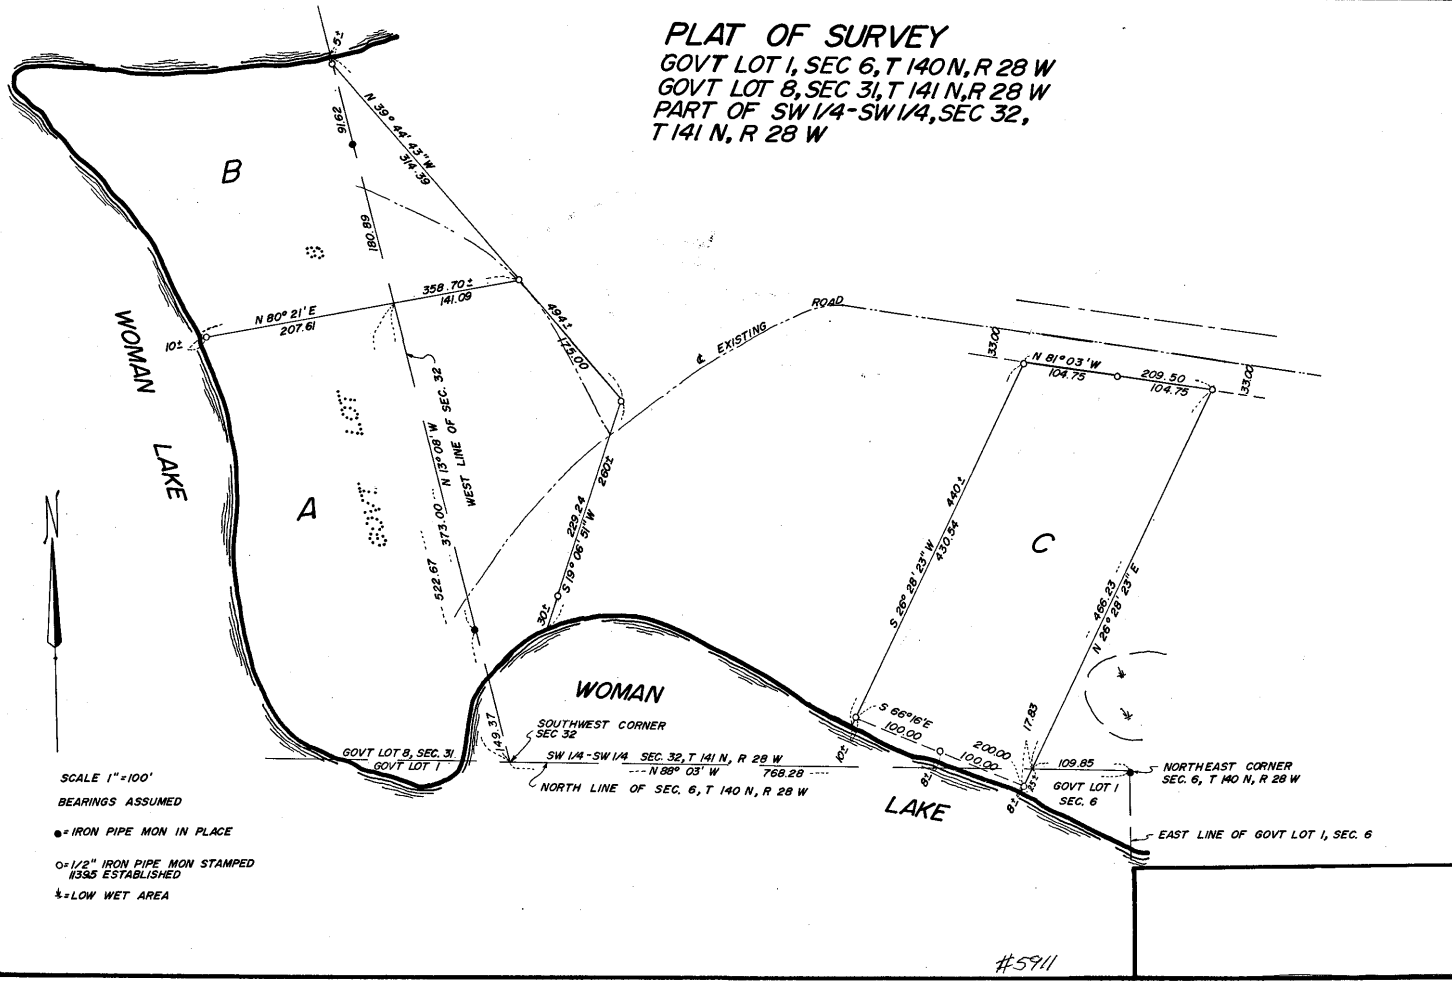 PLAT OF SURVEY
GOVT LOT 1, SEC 6, T 140 N, R 28 W
GOVT LOT 8, SEC 31, T 141 N, R 28 W
PART OF SW 1/4-SW 1/4, SEC 32,
T 141 N, R 28 W
5±
91.62
N 39° 44' 43" W
314.39
B
180.89
8
358.70±
141.09
N 80° 21' E
207.61
10±
494±
175.00
WOMAN
LAKE
℄ EXISTING
ROAD
33.00
N 81° 03' W
104.75
209.50
104.75
33.00
GOVT LOT
A
WEST LINE OF SEC. 32
N 13° 08' W
373.00
522.67
260±
229.24
S 19° 06' 51" W
30±
440±
430.54
S 26° 28' 23" W
C
466.23
N 26° 28' 23" E
N
WOMAN
LAKE
49.37
SOUTHWEST CORNER
SEC 32
GOVT LOT 8, SEC. 31
GOVT LOT 1
SW 1/4-SW 1/4 SEC. 32, T 141 N, R 28 W
N 88° 03' W 768.28
NORTH LINE OF SEC. 6, T 140 N, R 28 W
S 66°16'E
100.00
10±
200.00
100.00
8±
17.83
25±
8±
109.85
GOVT LOT 1
SEC. 6
NORTHEAST CORNER
SEC. 6, T 140 N, R 28 W
EAST LINE OF GOVT LOT 1, SEC. 6
SCALE 1"=100'
BEARINGS ASSUMED
●= IRON PIPE MON IN PLACE
○= 1/2" IRON PIPE MON STAMPED
11395 ESTABLISHED
=LOW WET AREA
#5911